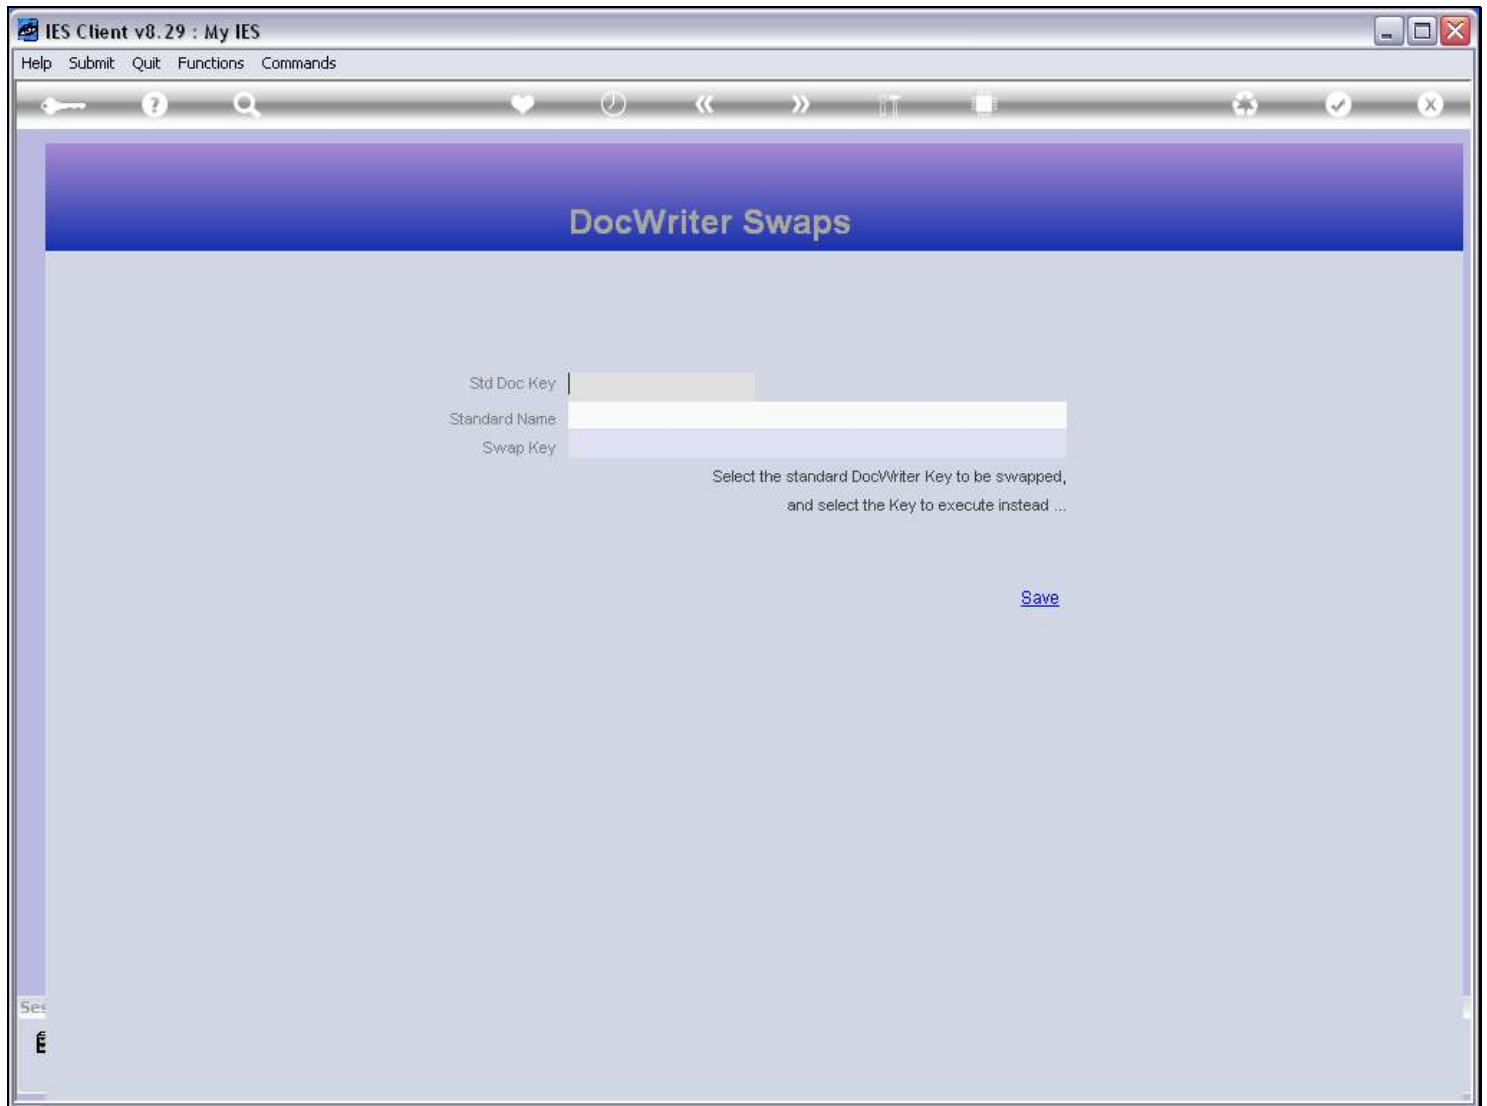 IES Client v8.29 : My IES
Help Submit Quit Functions Commands
DocWriter Swaps
Std Doc Key
Standard Name
Swap Key
Select the standard DocWriter Key to be swapped,
and select the Key to execute instead ...
Save